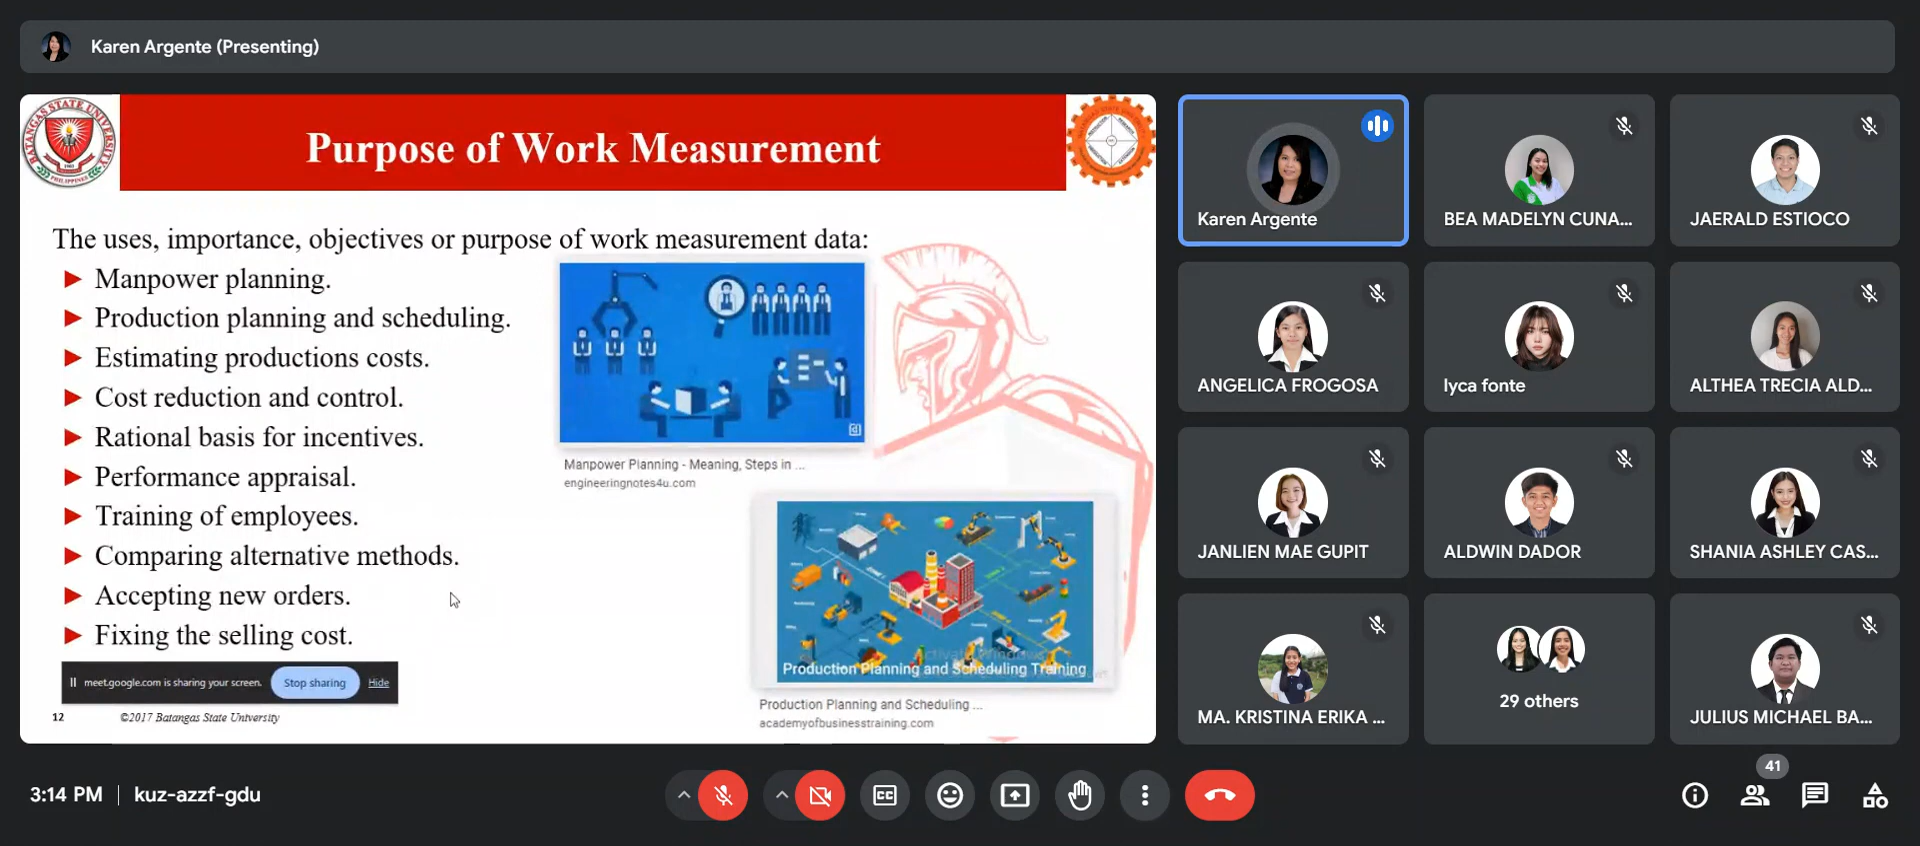 Karen Argente (Presenting)
BATANGAS STATE UNIVERSITY
PHILIPPINES
Purpose of Work Measurement
The uses, importance, objectives or purpose of work measurement data:
Manpower planning.
Production planning and scheduling.
Estimating productions costs.
Cost reduction and control.
Rational basis for incentives.
Performance appraisal.
Training of employees.
Comparing alternative methods.
Accepting new orders.
Fixing the selling cost.
Manpower Planning - Meaning, Steps in ...
engineeringnotes4u.com
Production Planning and Scheduling Training
Production Planning and Scheduling ...
academyofbusinesstraining.com
meet.google.com is sharing your screen.
Stop sharing
Hide
12
©2017 Batangas State University
Karen Argente
BEA MADELYN CUNA...
JAERALD ESTIOCO
ANGELICA FROGOSA
lyca fonte
ALTHEA TRECIA ALD...
JANLIEN MAE GUPIT
ALDWIN DADOR
SHANIA ASHLEY CAS...
MA. KRISTINA ERIKA ...
29 others
JULIUS MICHAEL BA...
3:14 PM
kuz-azzf-gdu
CC
41